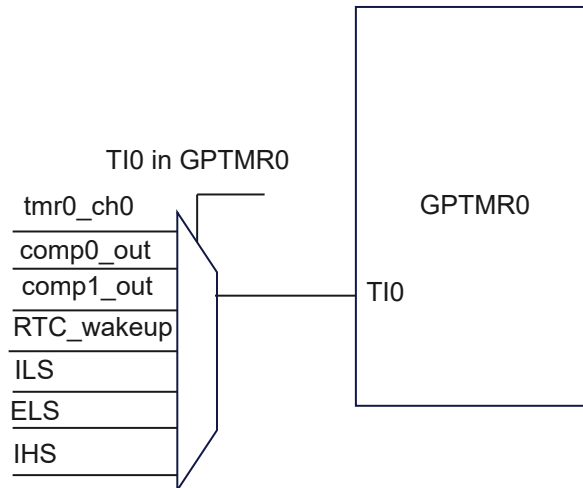 TI0 in GPTMR0
tmr0_ch0
comp0_out
comp1_out
RTC_wakeup
ILS
ELS
IHS
GPTMR0
TI0